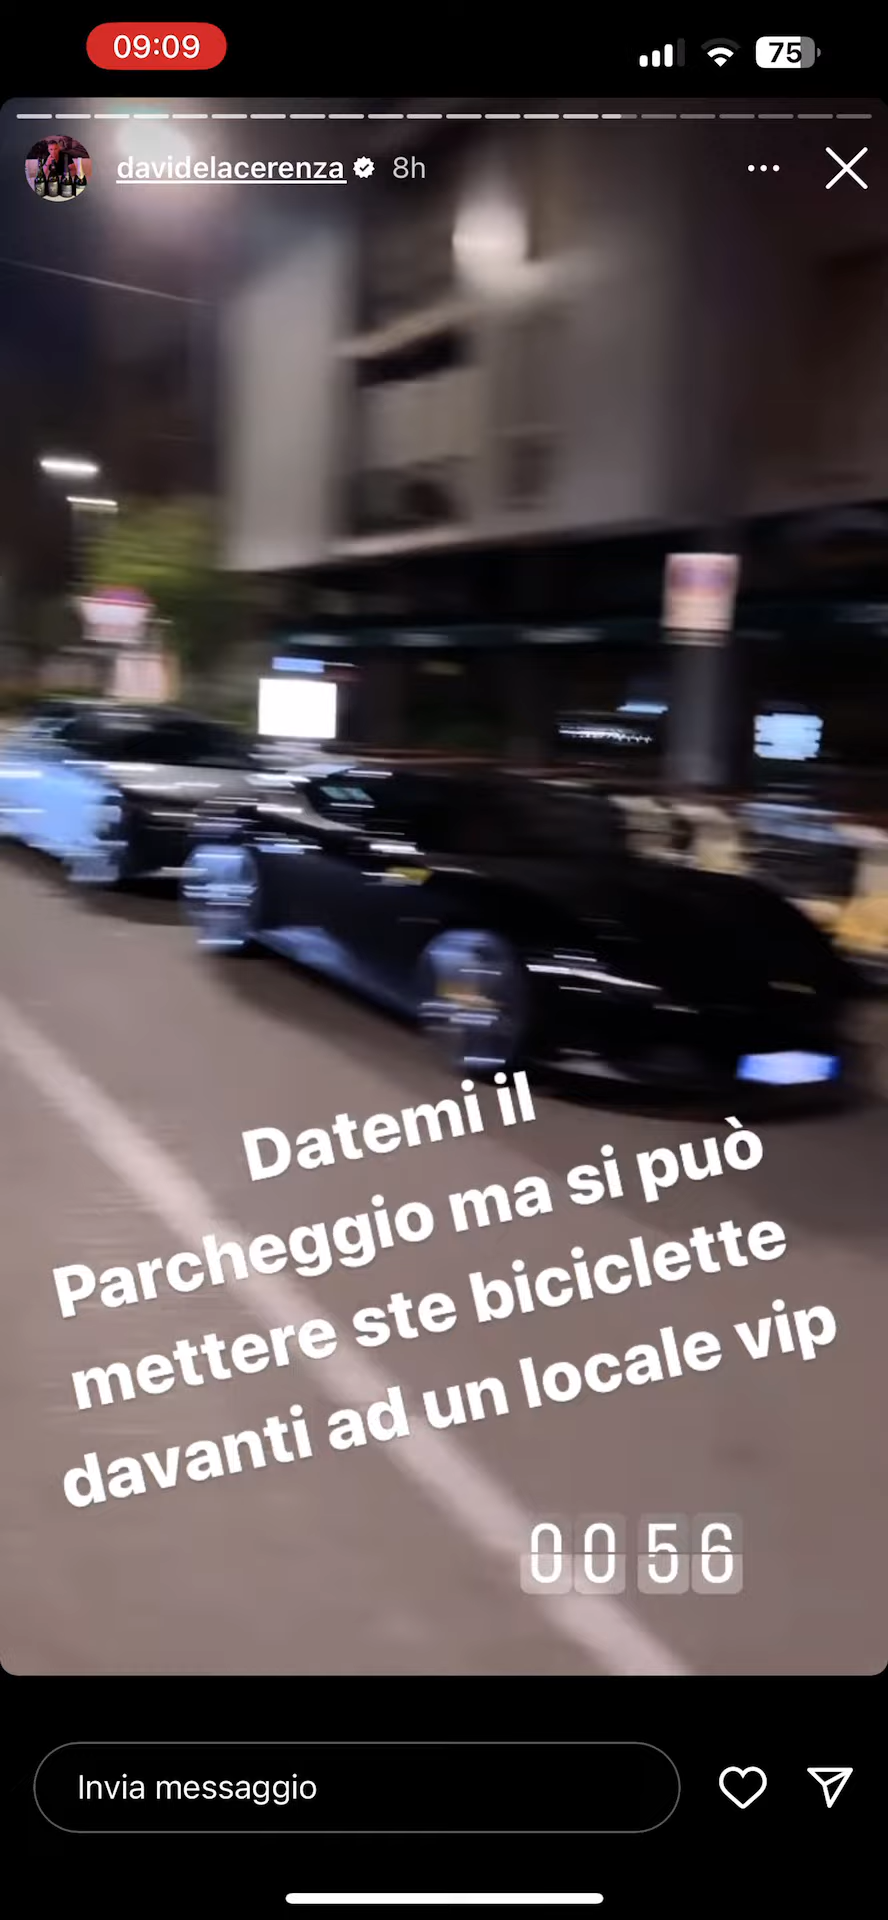 09:09
75
davidelacerenza 8h
Datemi il
Parcheggio ma si può
mettere ste biciclette
davanti ad un locale vip
00 56
Invia messaggio